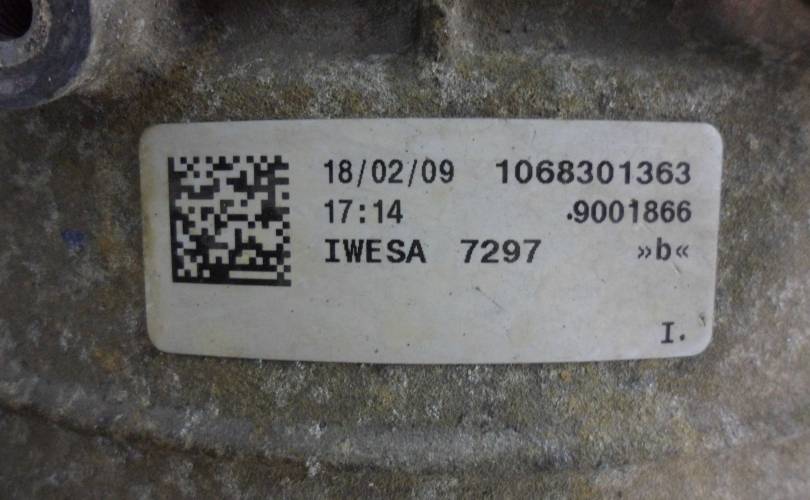 18/02/09 1068301363
17:14 .9001866
IWESA 7297 »b«
I.